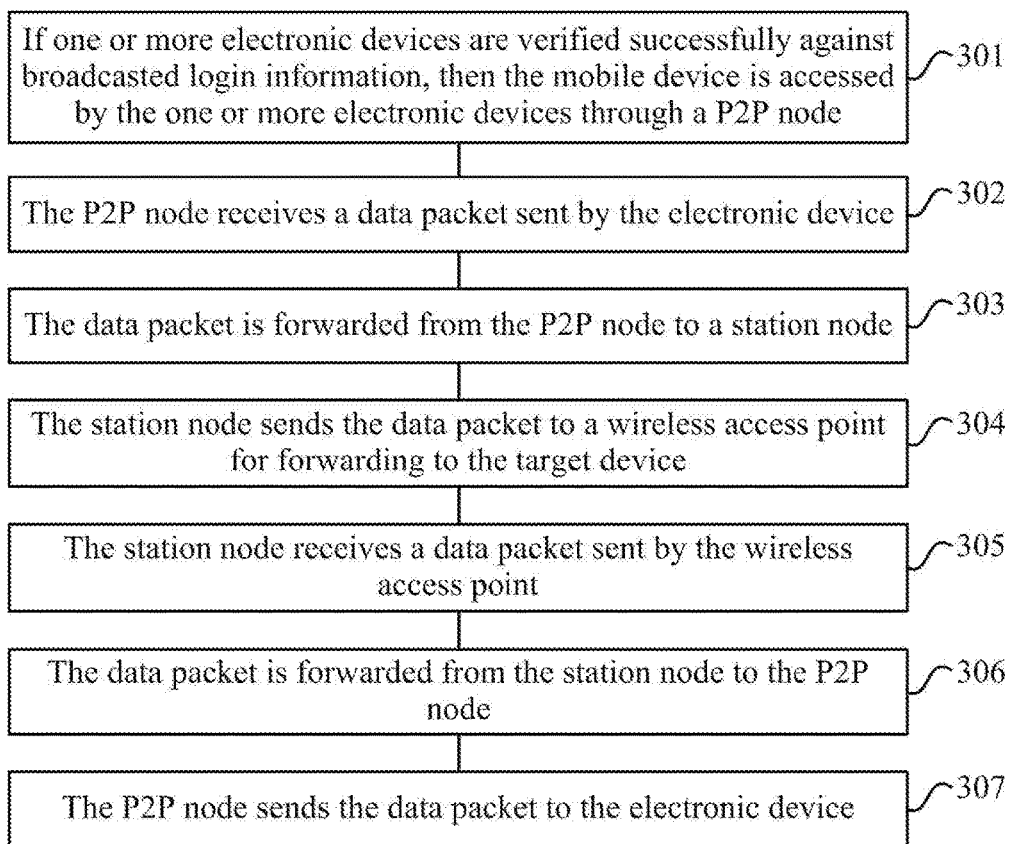 If one or more electronic devices are verified successfully against
broadcasted login information, then the mobile device is accessed
by the one or more electronic devices through a P2P node
301
The P2P node receives a data packet sent by the electronic device
302
The data packet is forwarded from the P2P node to a station node
303
The station node sends the data packet to a wireless access point
for forwarding to the target device
304
The station node receives a data packet sent by the wireless
access point
305
The data packet is forwarded from the station node to the P2P
node
306
The P2P node sends the data packet to the electronic device
307